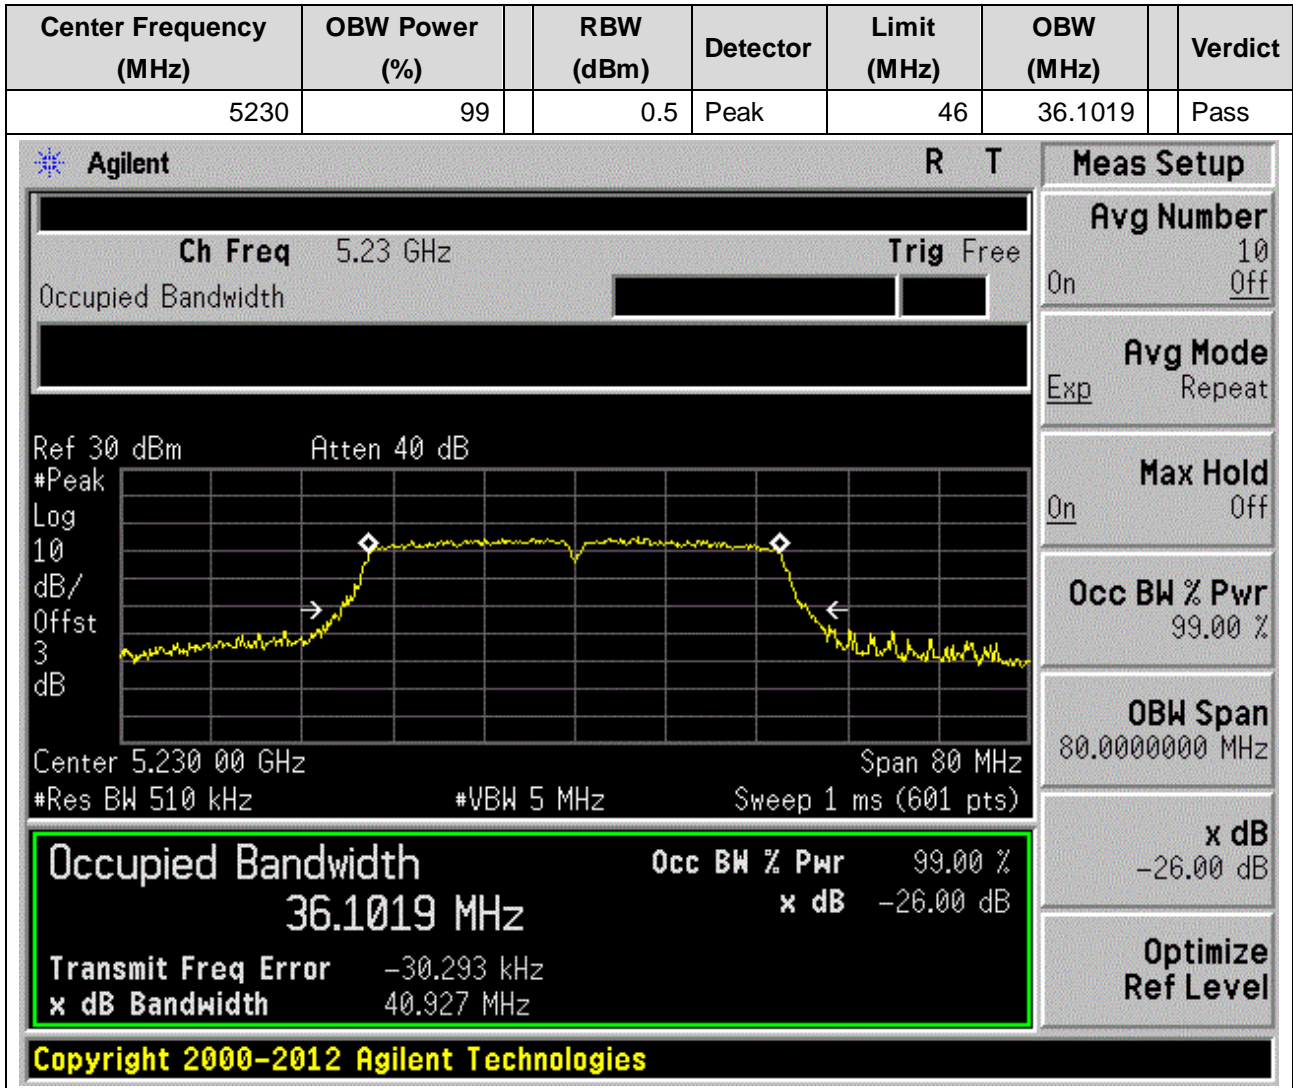 Center Frequency (MHz) OBW Power (%) RBW (dBm) Detector Limit (MHz) OBW (MHz) Verdict
5230 99 0.5 Peak 46 36.1019 Pass
Agilent R T
Ch Freq 5.23 GHz Trig Free
Occupied Bandwidth
Ref 30 dBm Atten 40 dB
#Peak
Log
10
dB/
Offst
3
dB
Center 5.230 00 GHz Span 80 MHz
#Res BW 510 kHz #VBW 5 MHz Sweep 1 ms (601 pts)
Occupied Bandwidth Occ BW % Pwr 99.00 %
36.1019 MHz x dB -26.00 dB
Transmit Freq Error -30.293 kHz
x dB Bandwidth 40.927 MHz
Copyright 2000-2012 Agilent Technologies
Meas Setup
Avg Number
10
On Off
Avg Mode
Exp Repeat
Max Hold
On Off
Occ BW % Pwr
99.00 %
OBW Span
80.0000000 MHz
x dB
-26.00 dB
Optimize
Ref Level